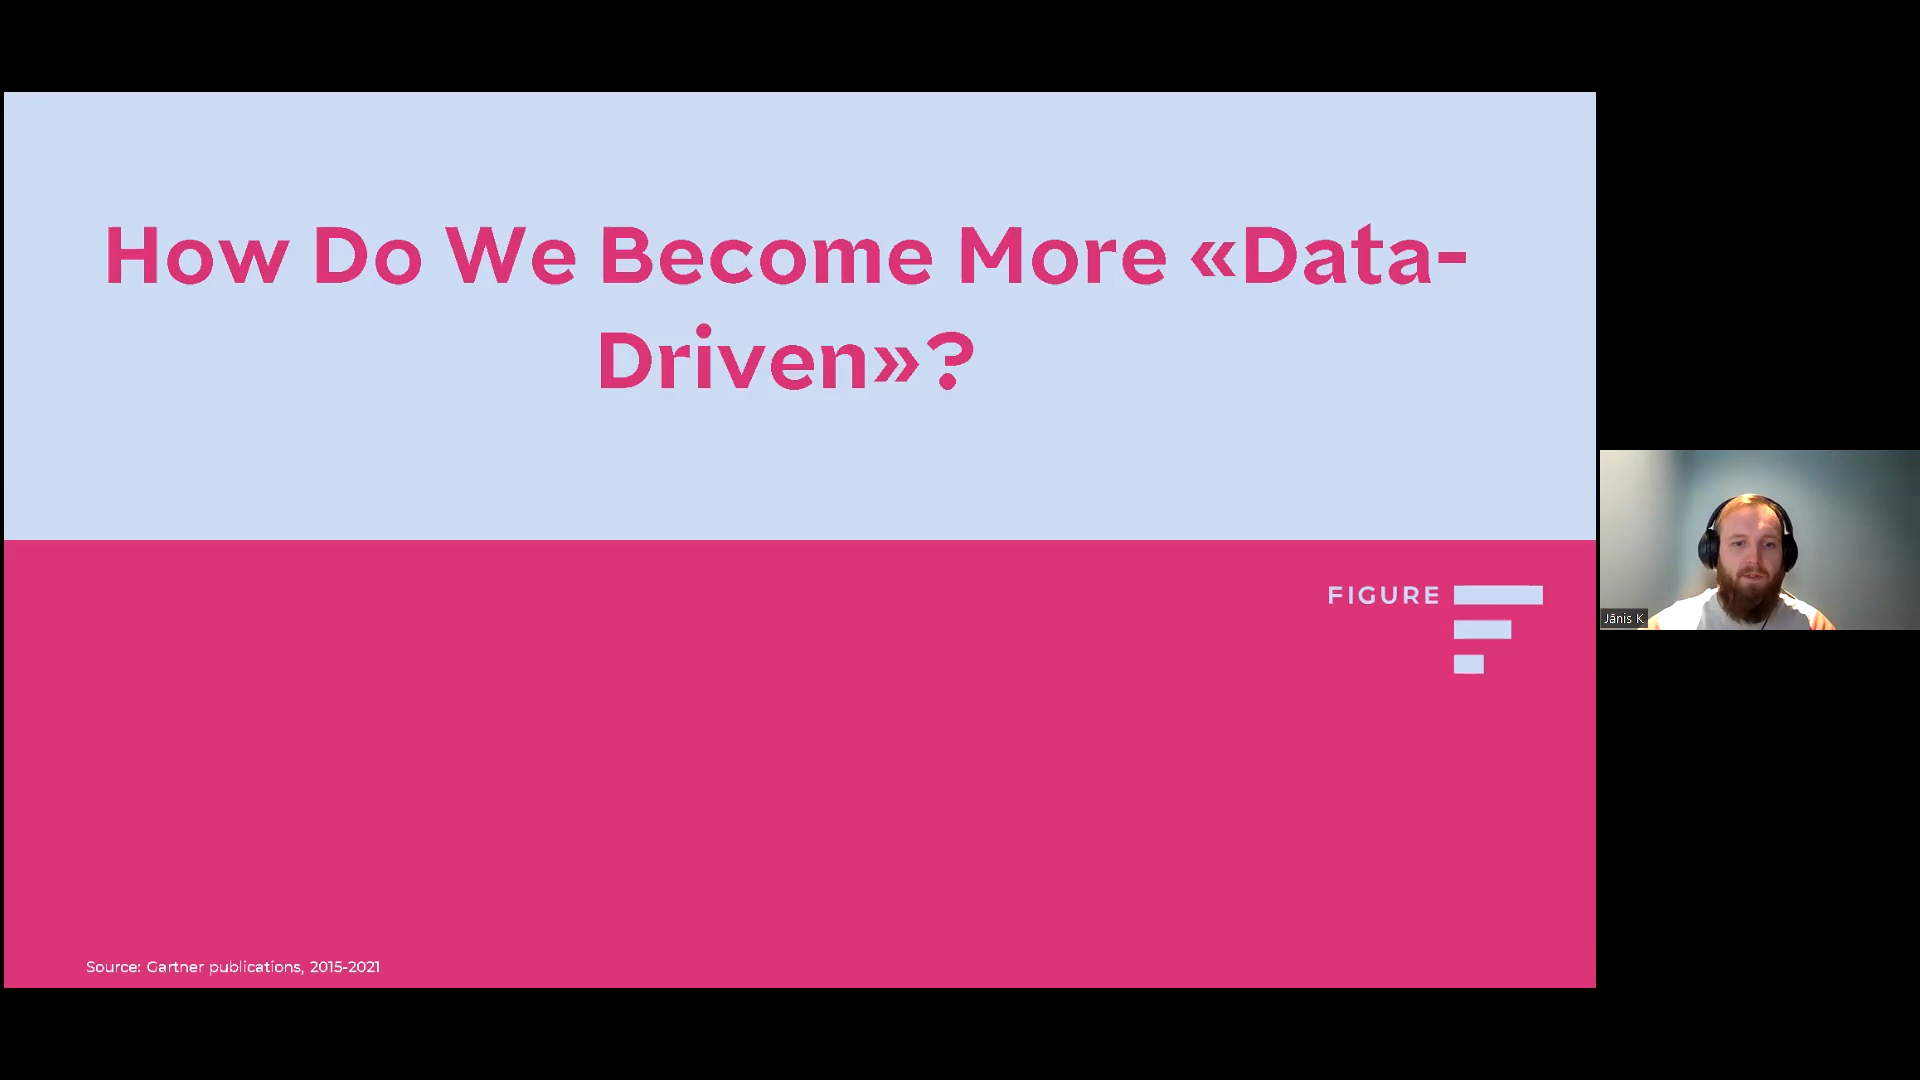 How Do We Become More «Data-
Driven»?
FIGURE
Jānis K
Source: Gartner publications, 2015-2021